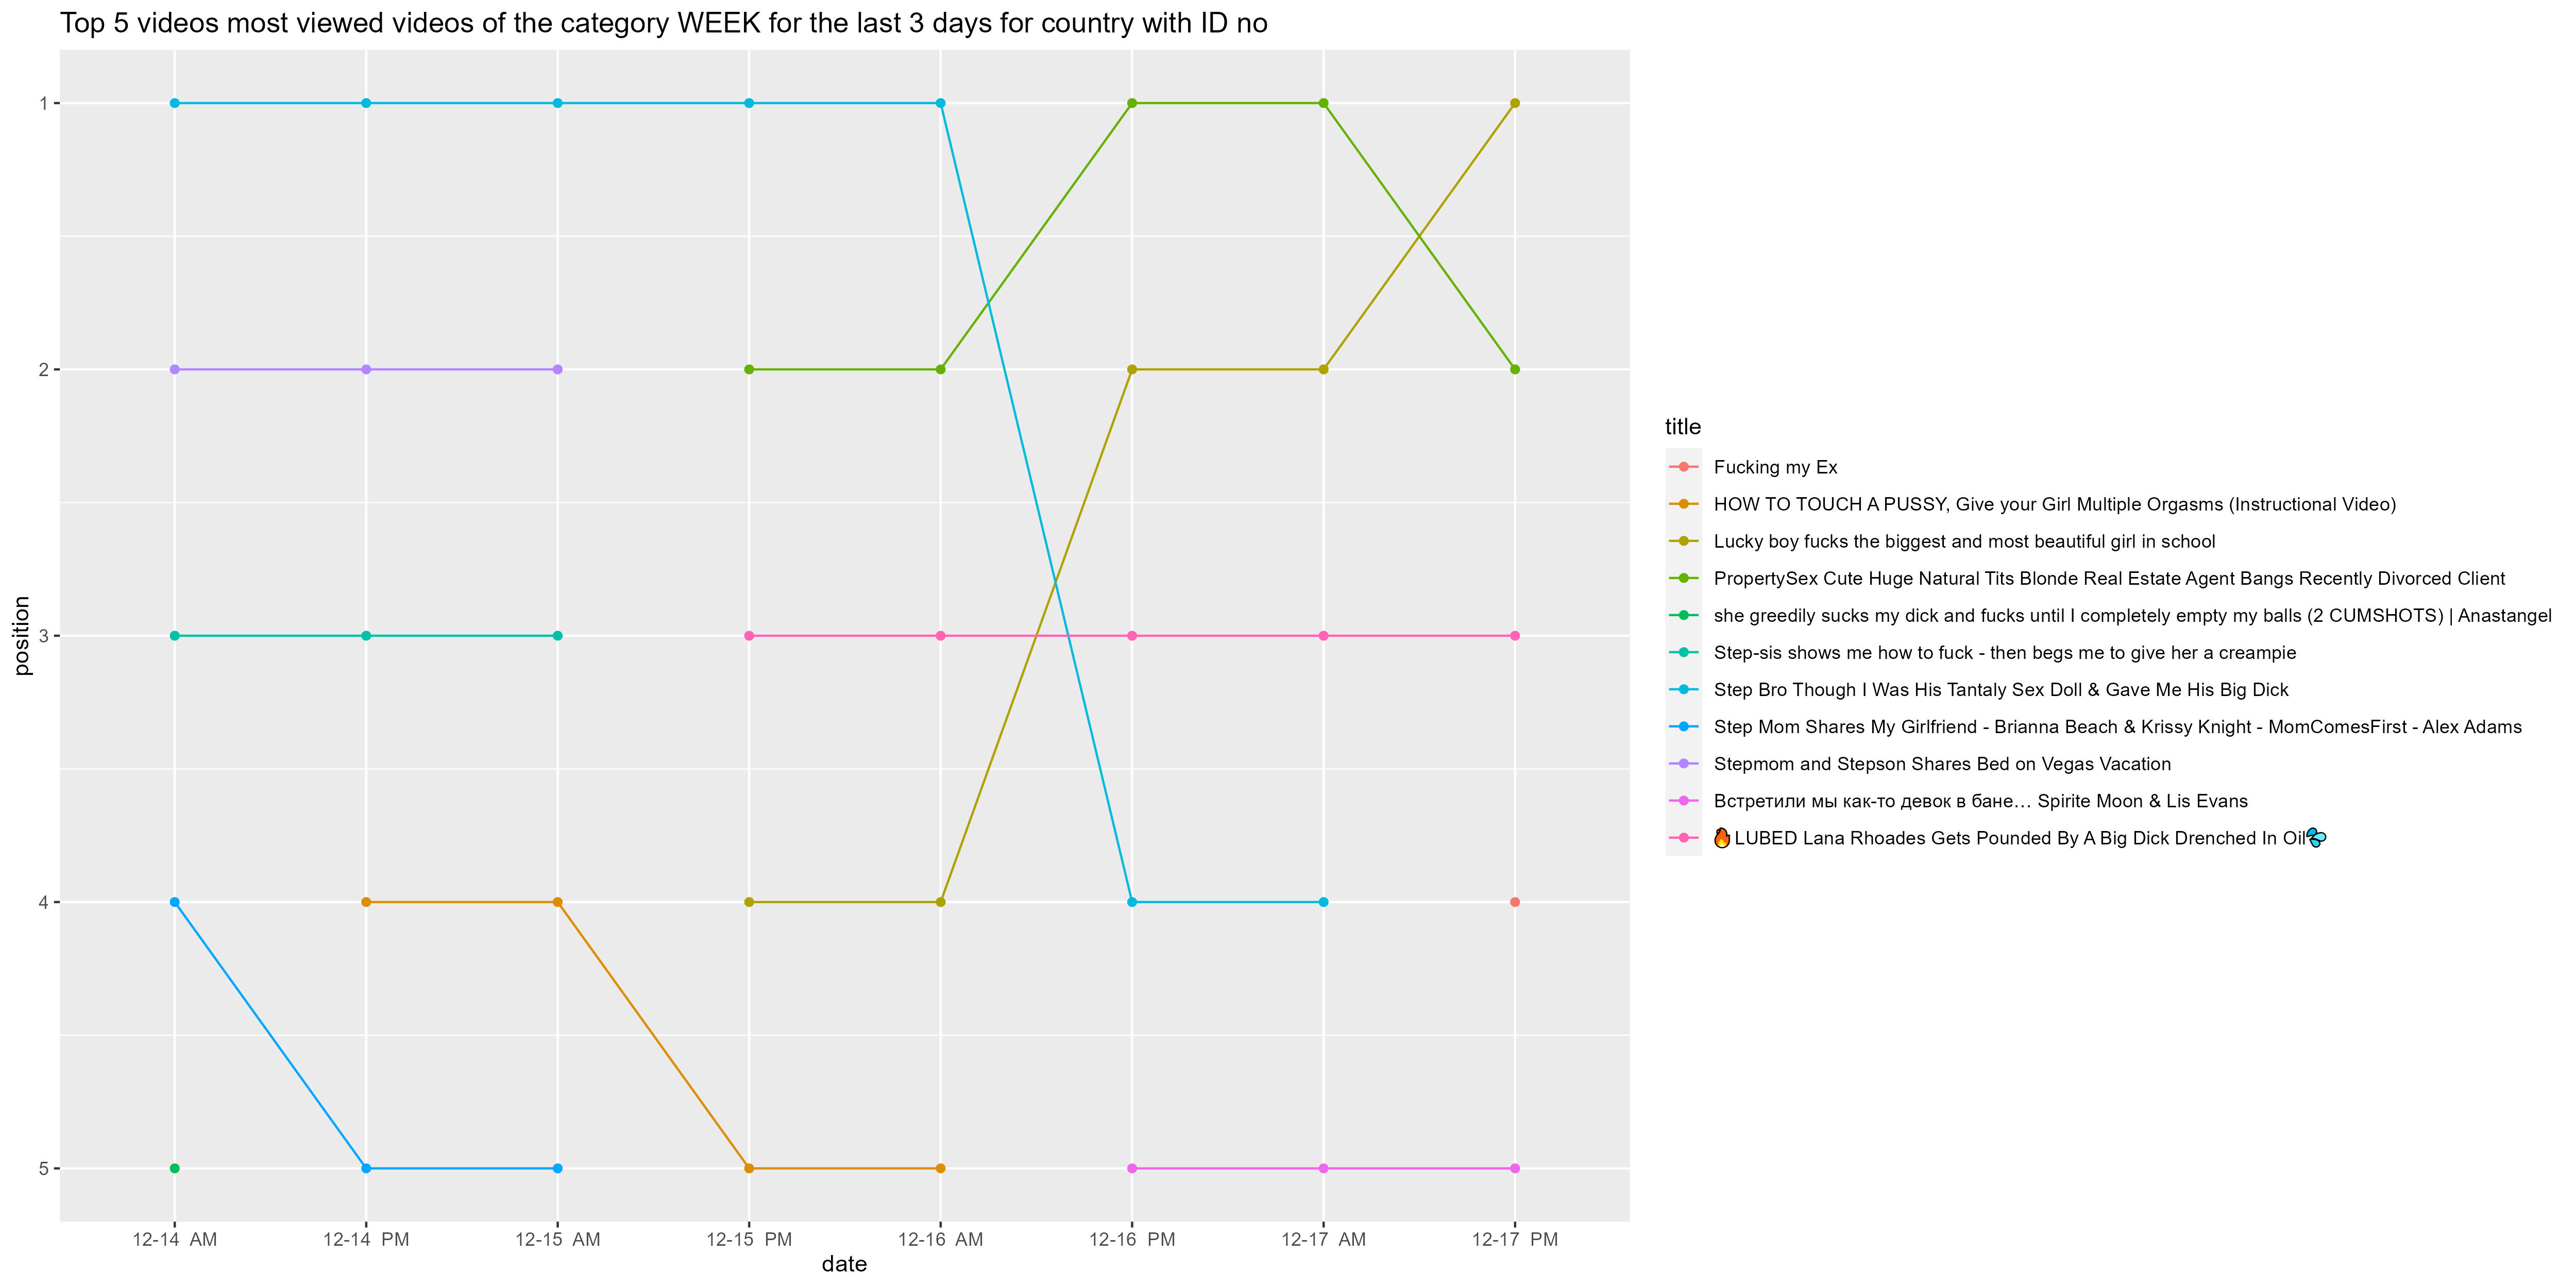 Top 5 videos most viewed videos of the category WEEK for the last 3 days for country with ID no
position
1
2
3
4
5
12-14 AM
12-14 PM
12-15 AM
12-15 PM
12-16 AM
12-16 PM
12-17 AM
12-17 PM
date
title
Fucking my Ex
HOW TO TOUCH A PUSSY, Give your Girl Multiple Orgasms (Instructional Video)
Lucky boy fucks the biggest and most beautiful girl in school
PropertySex Cute Huge Natural Tits Blonde Real Estate Agent Bangs Recently Divorced Client
she greedily sucks my dick and fucks until I completely empty my balls (2 CUMSHOTS) | Anastangel
Step-sis shows me how to fuck - then begs me to give her a creampie
Step Bro Though I Was His Tantaly Sex Doll & Gave Me His Big Dick
Step Mom Shares My Girlfriend - Brianna Beach & Krissy Knight - MomComesFirst - Alex Adams
Stepmom and Stepson Shares Bed on Vegas Vacation
Встретили мы как-то девок в бане… Spirite Moon & Lis Evans
🔥LUBED Lana Rhoades Gets Pounded By A Big Dick Drenched In Oil💦